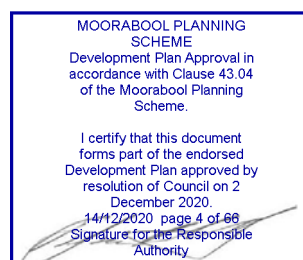 MOORABOOL PLANNING
SCHEME
Development Plan Approval in
accordance with Clause 43.04
of the Moorabool Planning
Scheme.
I certify that this document
forms part of the endorsed
Development Plan approved by
resolution of Council on 2
December 2020.
14/12/2020 page 4 of 66
Signature for the Responsible
Authority